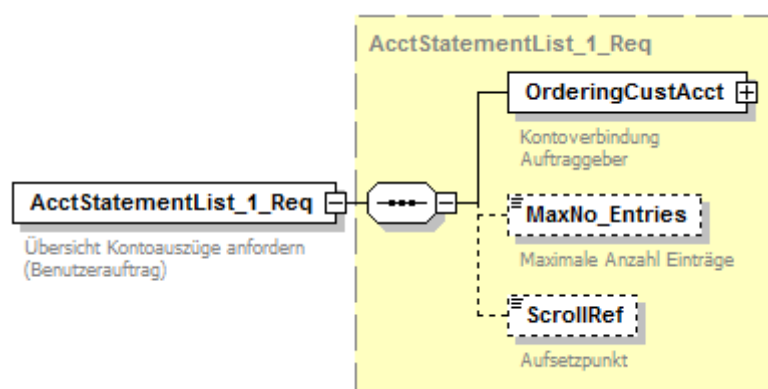 AcctStatementList_1_Req
OrderingCustAcct
Kontoverbindung
Auftraggeber
AcctStatementList_1_Req
Übersicht Kontoauszüge anfordern
(Benutzerauftrag)
MaxNo_Entries
Maximale Anzahl Einträge
ScrollRef
Aufsetzpunkt